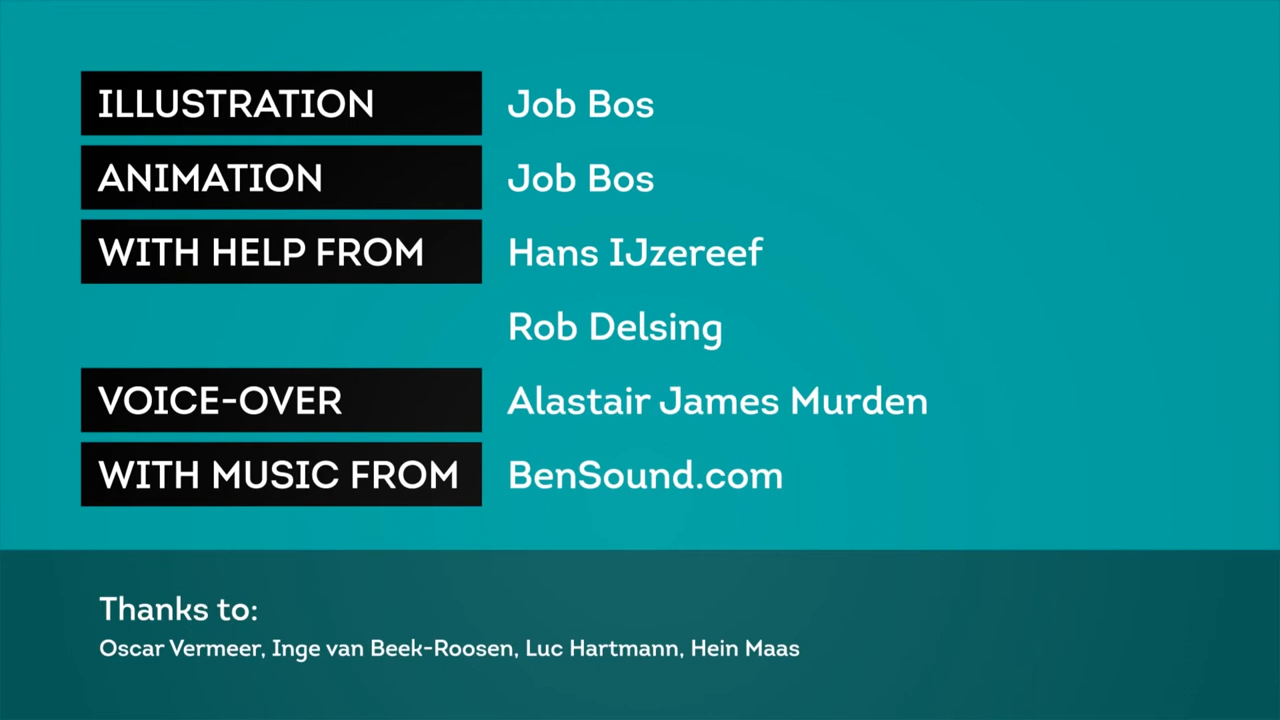 ILLUSTRATION Job Bos
ANIMATION Job Bos
WITH HELP FROM Hans IJzereef
Rob Delsing
VOICE-OVER Alastair James Murden
WITH MUSIC FROM BenSound.com
Thanks to:
Oscar Vermeer, Inge van Beek-Roosen, Luc Hartmann, Hein Maas